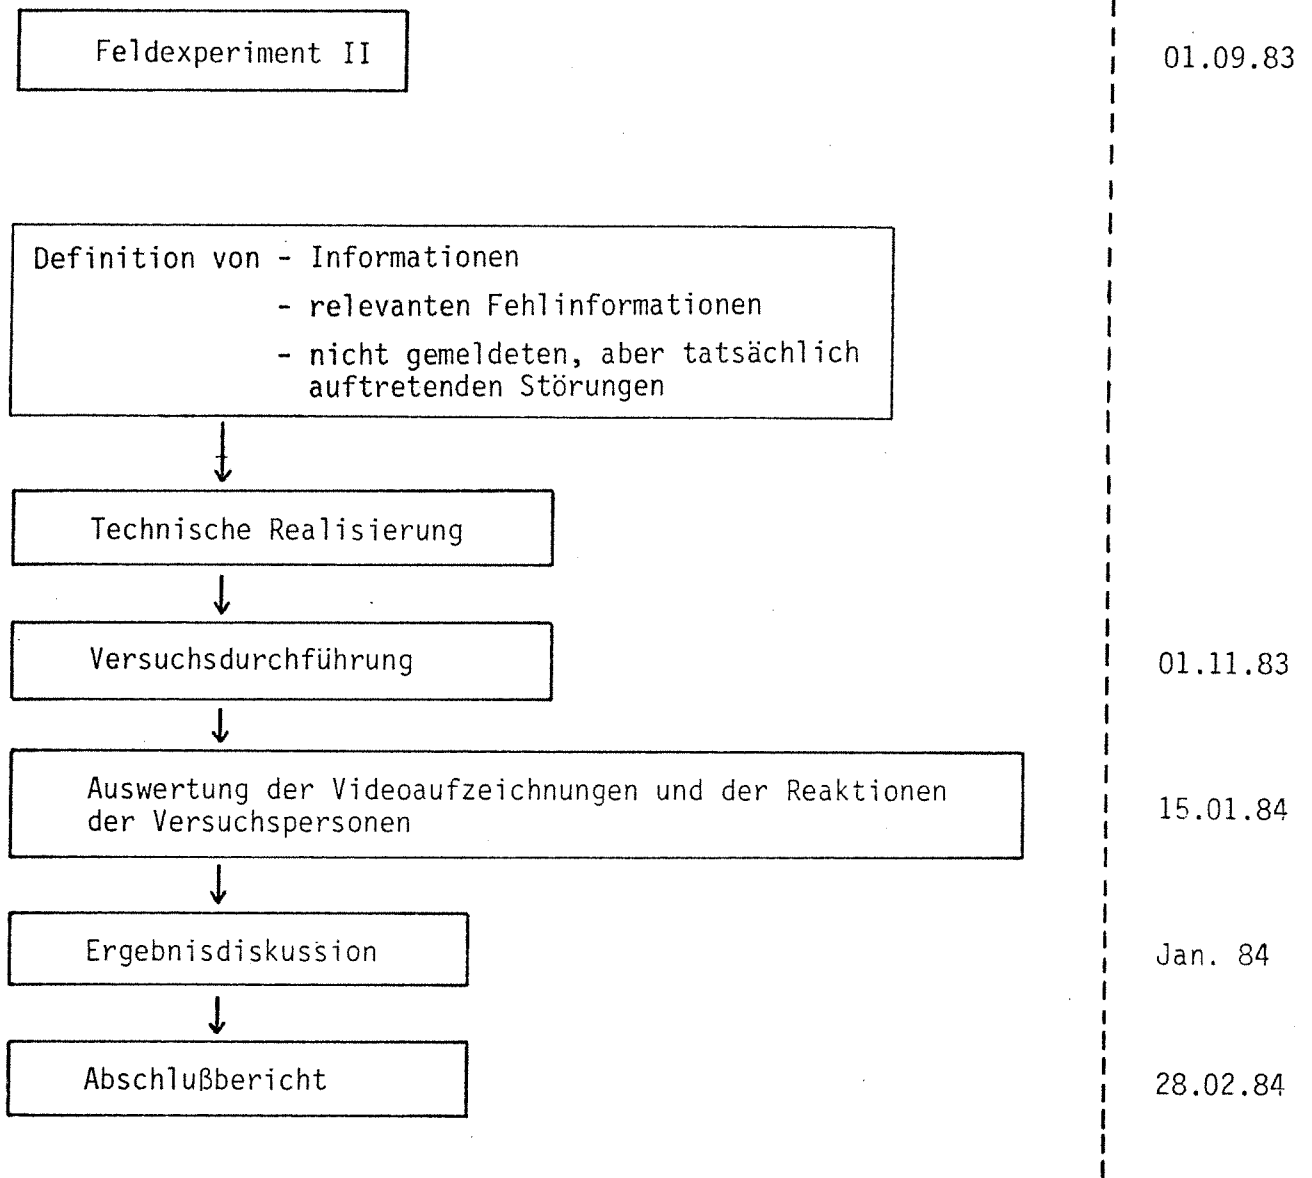 Feldexperiment II
01.09.83
Definition von - Informationen
- relevanten Fehlinformationen
- nicht gemeldeten, aber tatsächlich
auftretenden Störungen
Technische Realisierung
Versuchsdurchführung
01.11.83
Auswertung der Videoaufzeichnungen und der Reaktionen
der Versuchspersonen
15.01.84
Ergebnisdiskussion
Jan. 84
Abschlußbericht
28.02.84